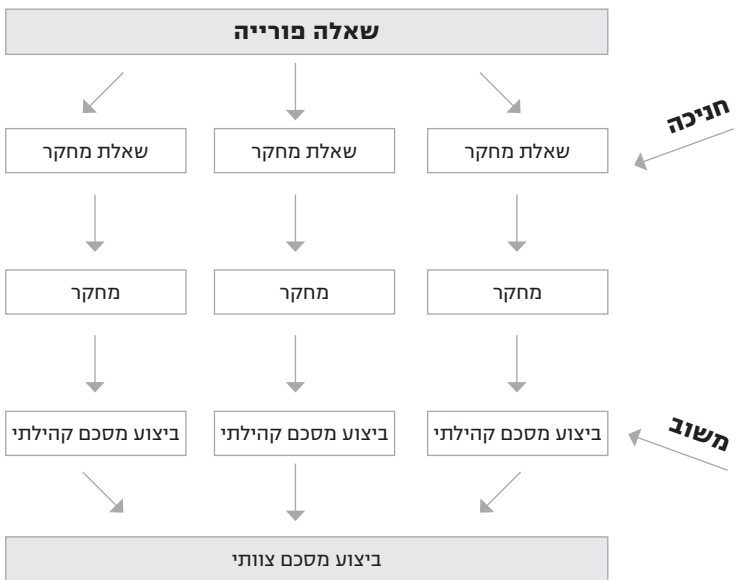 שאלה פורייה
חניכה
שאלת מחקר
שאלת מחקר
שאלת מחקר
מחקר
מחקר
מחקר
משוב
ביצוע מסכם קהילתי
ביצוע מסכם קהילתי
ביצוע מסכם קהילתי
ביצוע מסכם צוותי